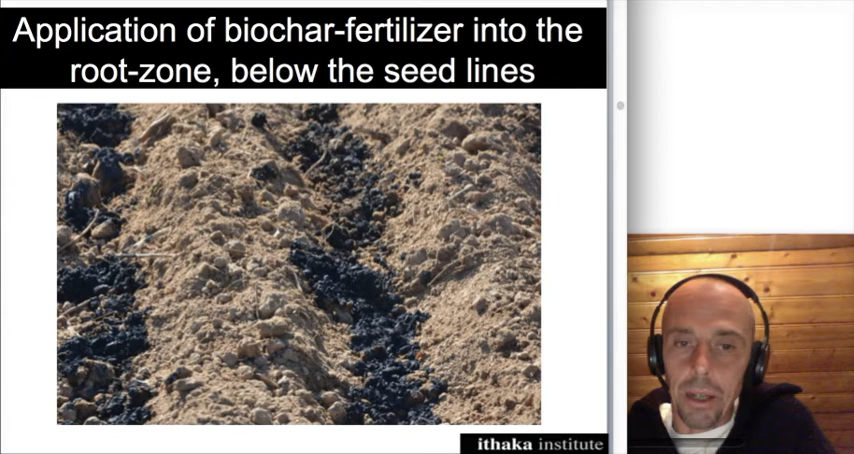 Application of biochar-fertilizer into the
root-zone, below the seed lines
ithaka institute